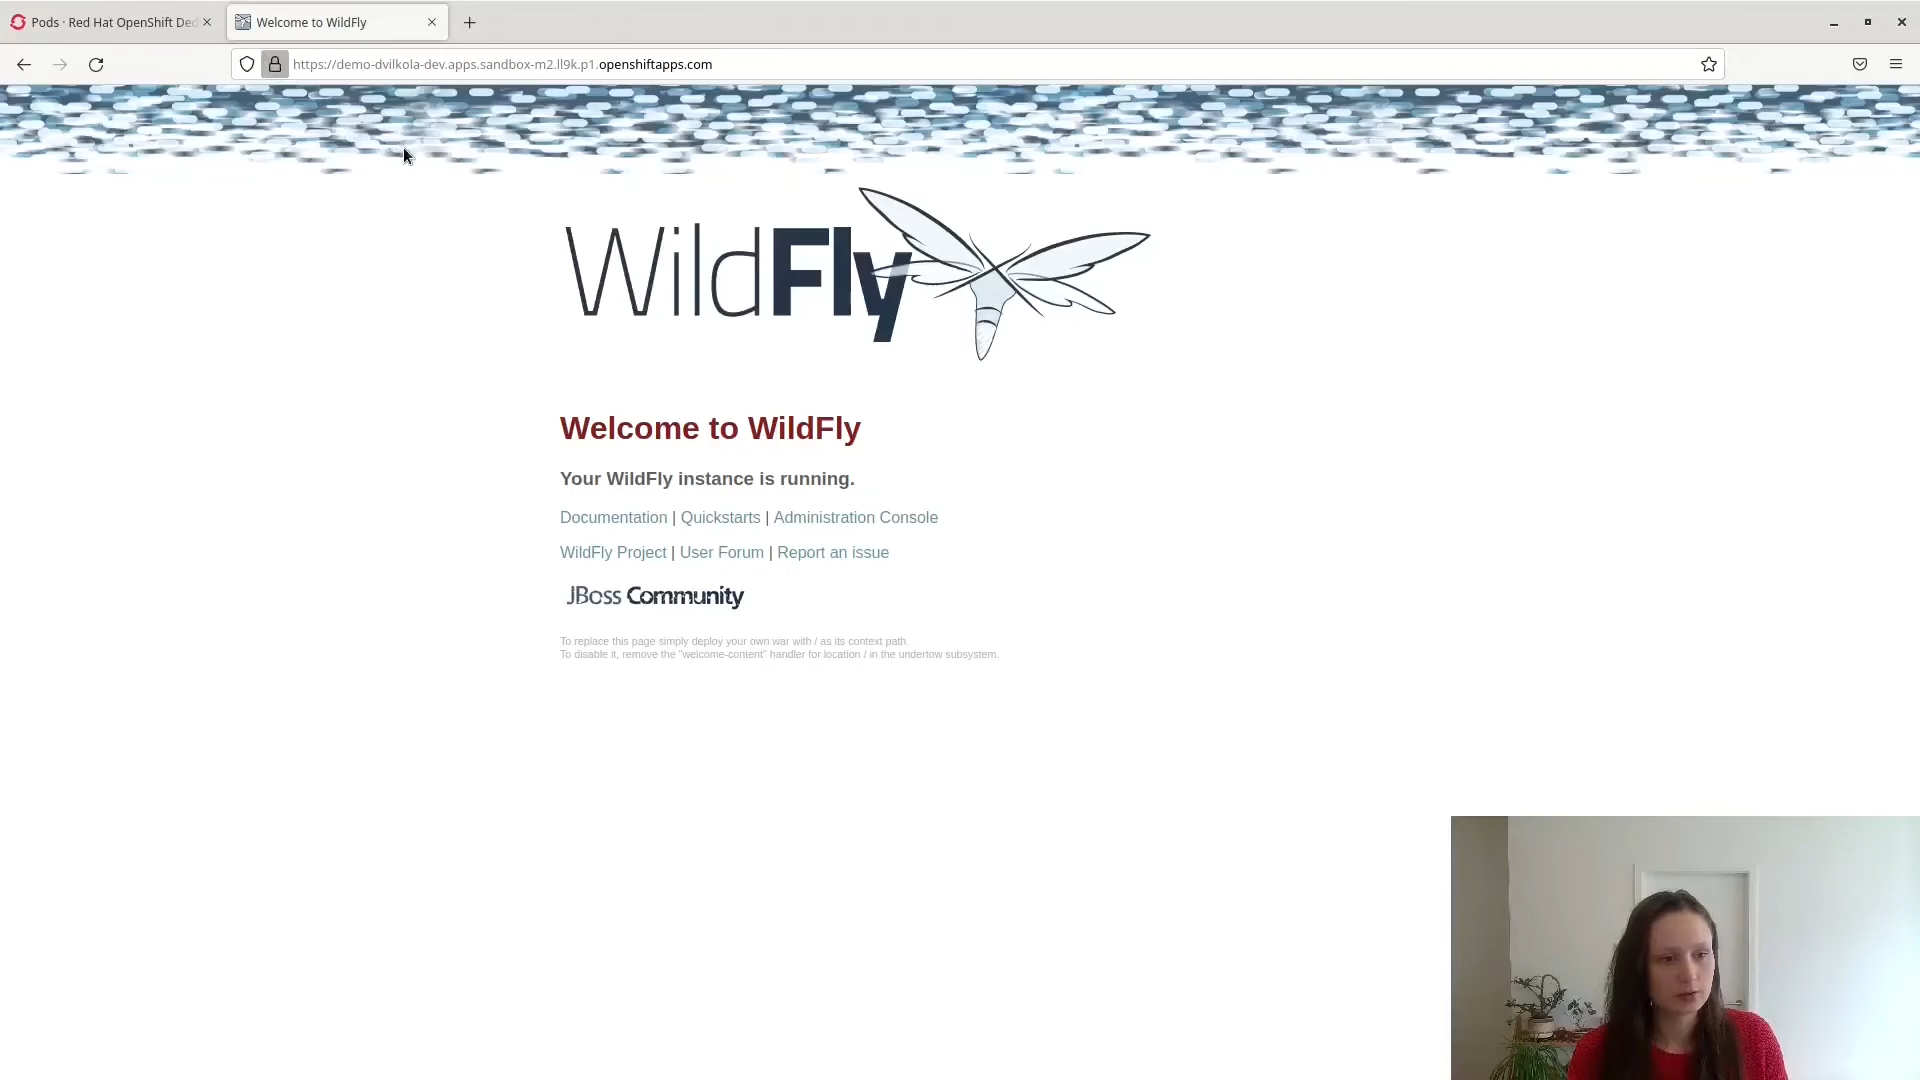 Pods · Red Hat OpenShift Ded
Welcome to WildFly
https://demo-dvilkola-dev.apps.sandbox-m2.ll9k.p1.openshiftapps.com
WildFly
Welcome to WildFly
Your WildFly instance is running.
Documentation | Quickstarts | Administration Console
WildFly Project | User Forum | Report an issue
JBoss Community
To replace this page simply deploy your own war with / as its context path.
To disable it, remove the "welcome-content" handler for location / in the undertow subsystem.